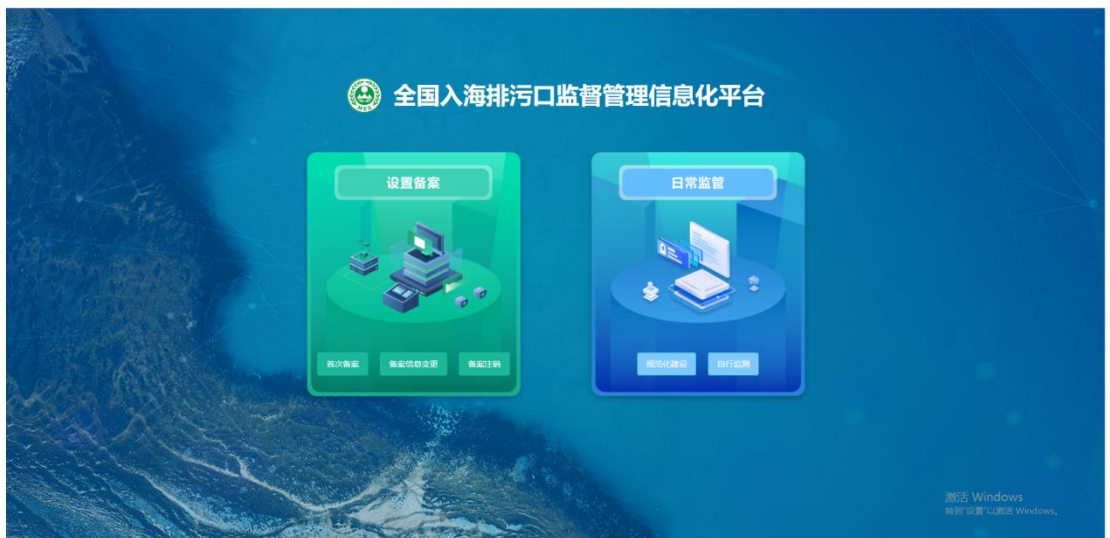 全国入海排污口监督管理信息化平台
MEE
设置备案
日常监管
首次备案 备案信息变更 备案注销
规范化建设 自行监测
激活 Windows
转到"设置"以激活 Windows。